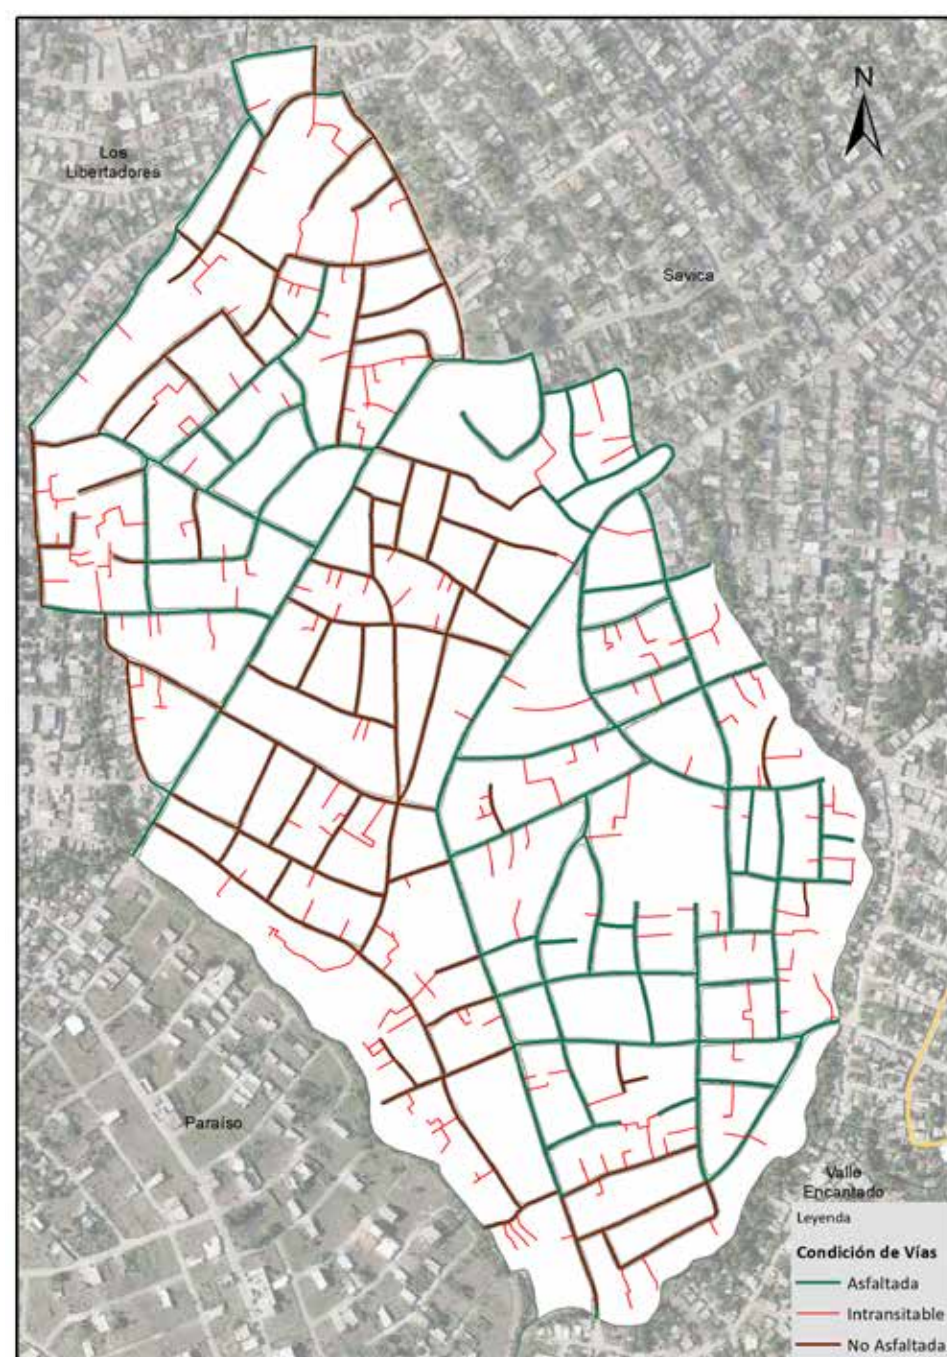 N
Los
Libertadores
Savica
Paraíso
Valle
Encantado
Leyenda
Condición de Vías
Asfaltada
Intransitable
No Asfaltada